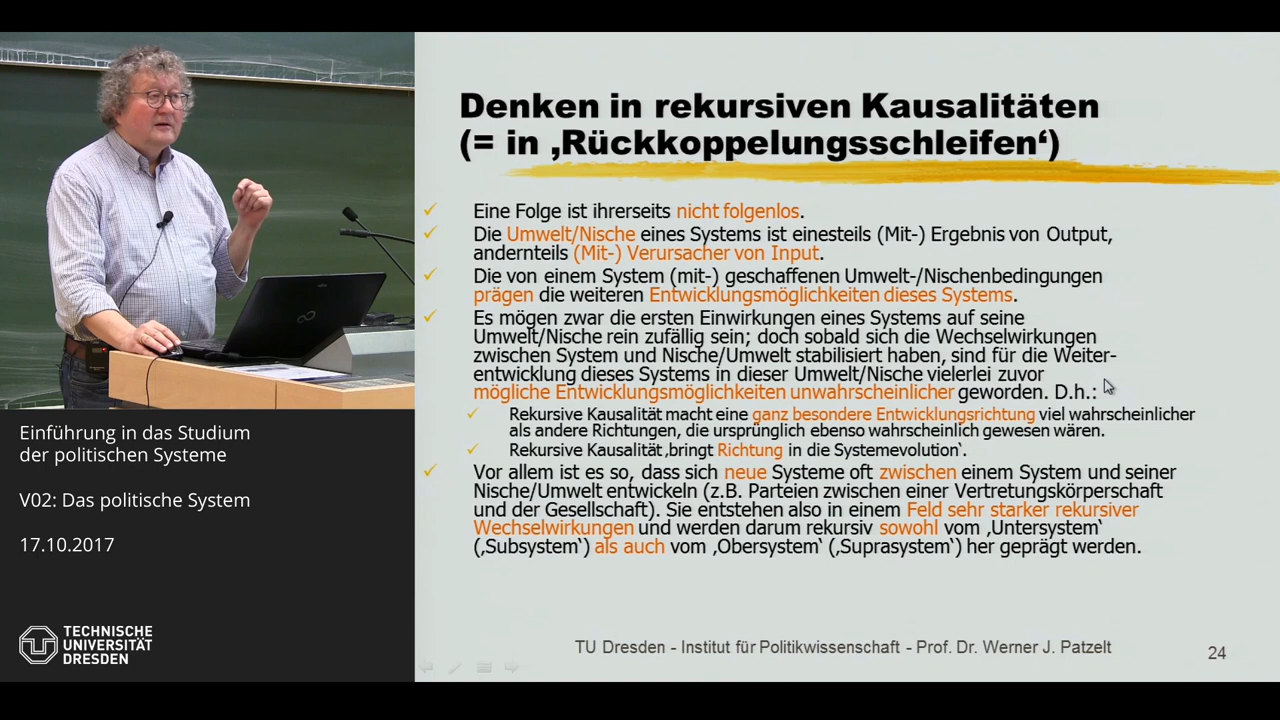 Denken in rekursiven Kausalitäten
(= in ‚Rückkoppelungsschleifen‘)
Eine Folge ist ihrerseits nicht folgenlos.
Die Umwelt/Nische eines Systems ist einesteils (Mit-) Ergebnis von Output,
andernteils (Mit-) Verursacher von Input.
Die von einem System (mit-) geschaffenen Umwelt-/Nischenbedingungen
prägen die weiteren Entwicklungsmöglichkeiten dieses Systems.
Es mögen zwar die ersten Einwirkungen eines Systems auf seine
Umwelt/Nische rein zufällig sein; doch sobald sich die Wechselwirkungen
zwischen System und Nische/Umwelt stabilisiert haben, sind für die Weiter-
entwicklung dieses Systems in dieser Umwelt/Nische vielerlei zuvor
mögliche Entwicklungsmöglichkeiten unwahrscheinlicher geworden. D.h.:
Rekursive Kausalität macht eine ganz besondere Entwicklungsrichtung viel wahrscheinlicher
als andere Richtungen, die ursprünglich ebenso wahrscheinlich gewesen wären.
Rekursive Kausalität ‚bringt Richtung in die Systemevolution‘.
Vor allem ist es so, dass sich neue Systeme oft zwischen einem System und seiner
Nische/Umwelt entwickeln (z.B. Parteien zwischen einer Vertretungskörperschaft
und der Gesellschaft). Sie entstehen also in einem Feld sehr starker rekursiver
Wechselwirkungen und werden darum rekursiv sowohl vom ‚Untersystem‘
(‚Subsystem‘) als auch vom ‚Obersystem‘ (‚Suprasystem‘) her geprägt werden.
TU Dresden - Institut für Politikwissenschaft - Prof. Dr. Werner J. Patzelt
24
Einführung in das Studium
der politischen Systeme
V02: Das politische System
17.10.2017
TECHNISCHE
UNIVERSITÄT
DRESDEN